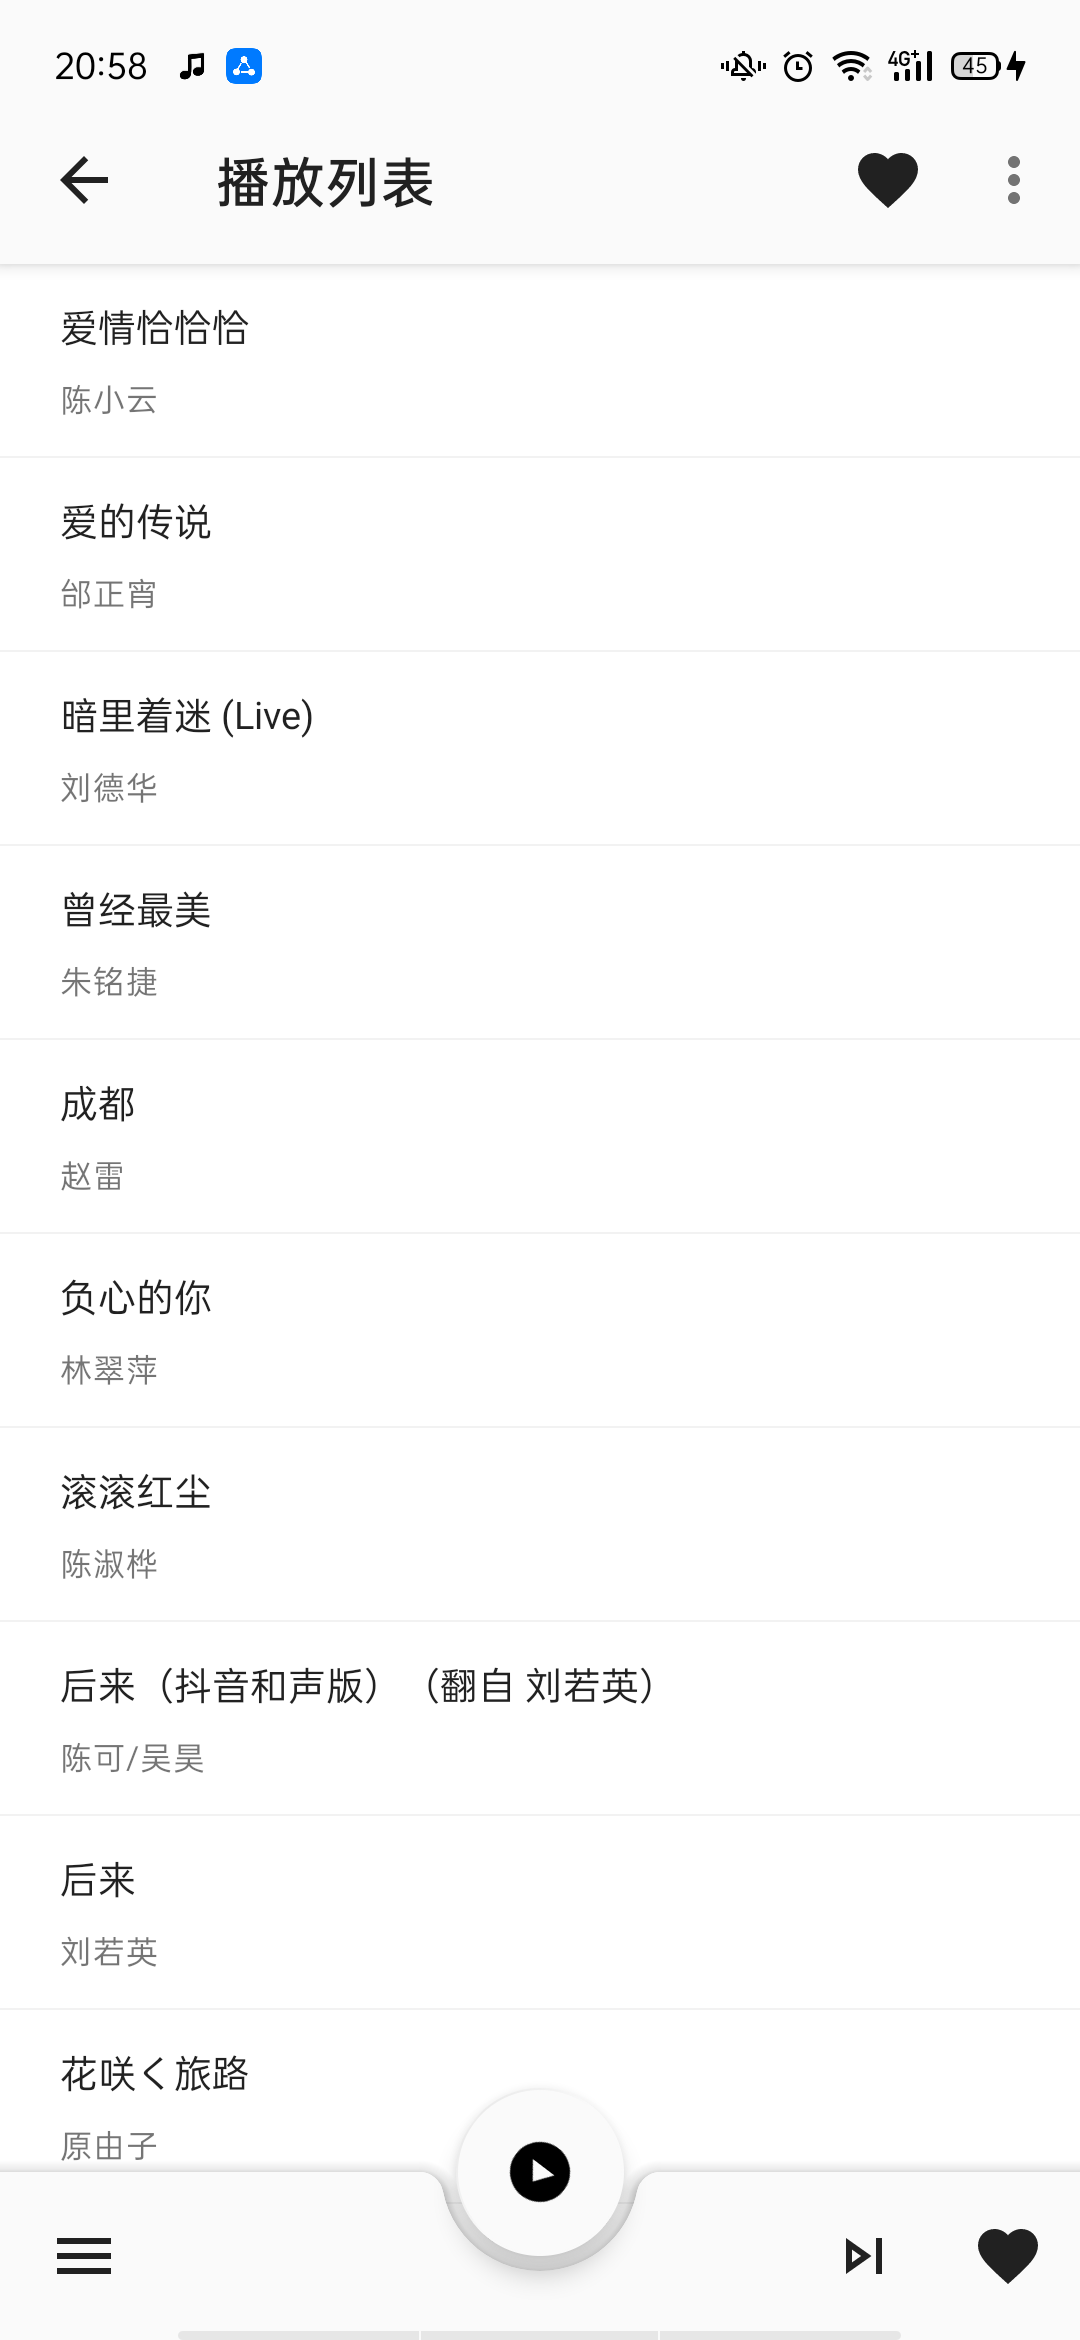 20:58
4G+
45
播放列表
爱情恰恰恰
陈小云
爱的传说
邰正宵
暗里着迷 (Live)
刘德华
曾经最美
朱铭捷
成都
赵雷
负心的你
林翠萍
滚滚红尘
陈淑桦
后来（抖音和声版）（翻自 刘若英）
陈可/吴昊
后来
刘若英
花咲く旅路
原由子